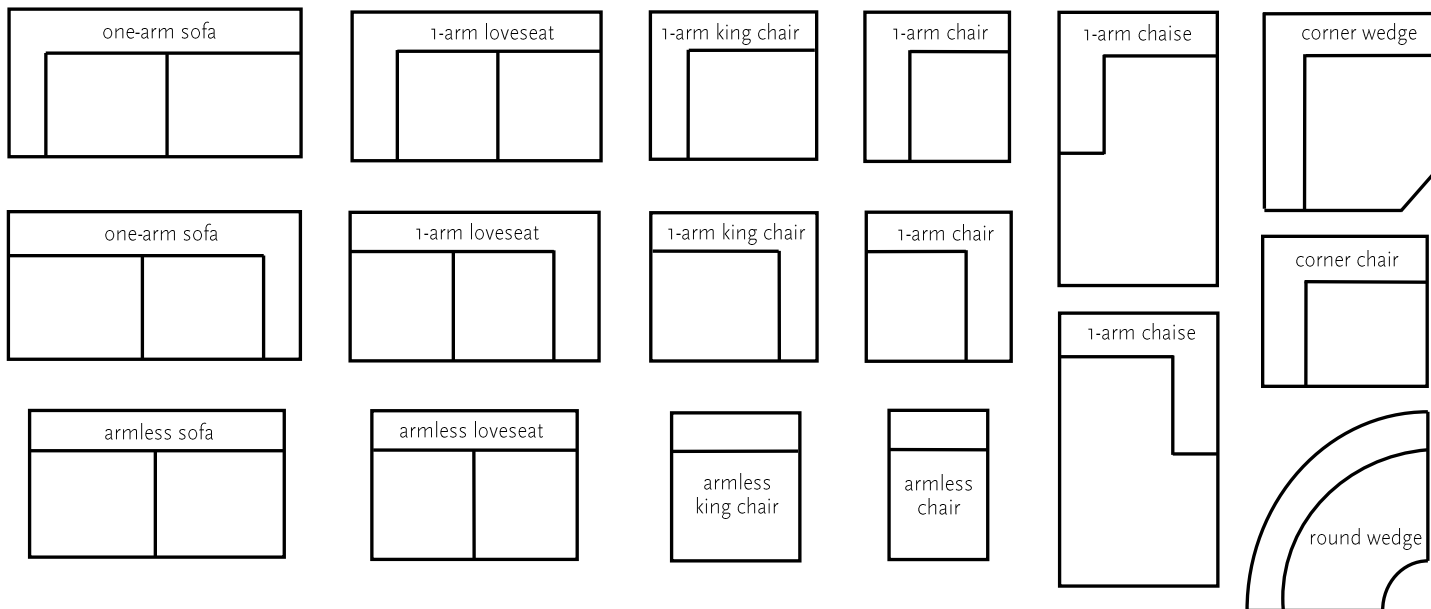 one-arm sofa
1-arm loveseat
1-arm king chair
1-arm chair
1-arm chaise
corner wedge
one-arm sofa
1-arm loveseat
1-arm king chair
1-arm chair
corner chair
1-arm chaise
armless sofa
armless loveseat
armless
king chair
armless
chair
round wedge